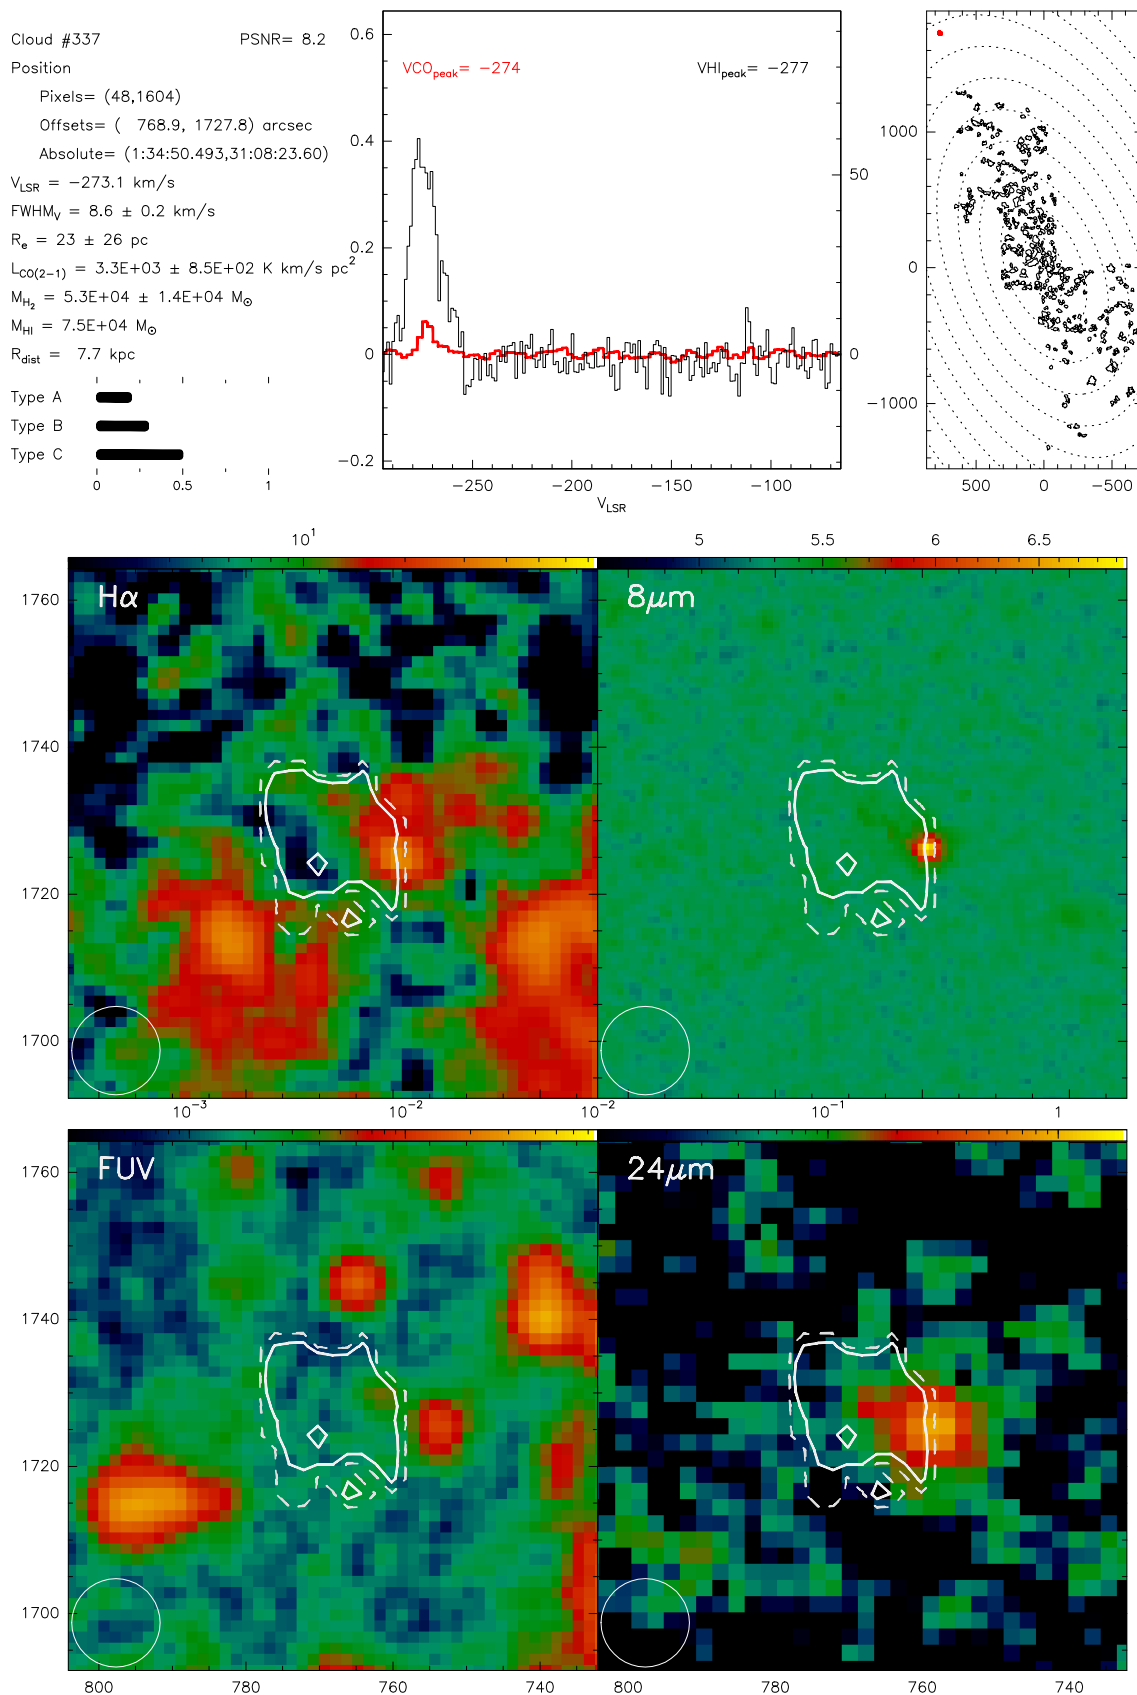 Cloud #337 PSNR= 8.2
Position
Pixels= (48,1604)
Offsets= ( 768.9, 1727.8) arcsec
Absolute= (1:34:50.493,31:08:23.60)
V_LSR = −273.1 km/s
FWHM_V = 8.6 ± 0.2 km/s
R_e = 23 ± 26 pc
L_CO(2−1) = 3.3E+03 ± 8.5E+02 K km/s pc²
M_H₂ = 5.3E+04 ± 1.4E+04 M⊙
M_HI = 7.5E+04 M⊙
R_dist = 7.7 kpc
Type A
Type B
Type C
0 0.5 1
VCO_peak= −274 VHI_peak= −277
0.6
0.4
0.2
0
−0.2
50
0
−250 −200 −150 −100
V_LSR
1000
0
−1000
500 0 −500
10¹
5 5.5 6 6.5
Hα
8μm
1760
1740
1720
1700
10⁻³ 10⁻² 10⁻² 10⁻¹ 1
FUV
24μm
1760
1740
1720
1700
800 780 760 740 800 780 760 740